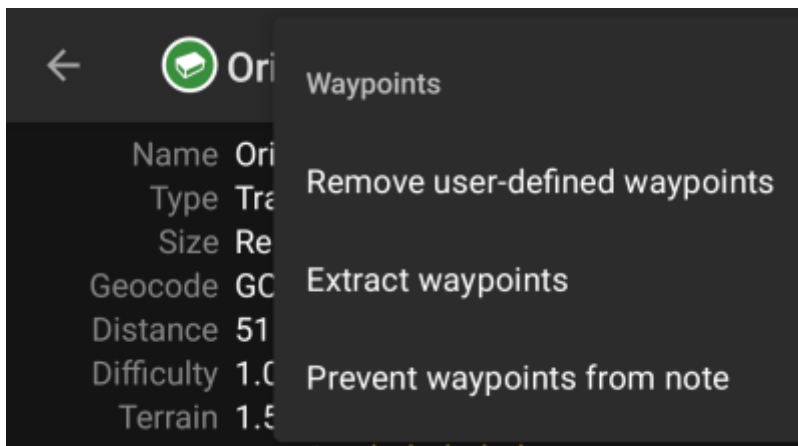 Ori
Name Ori
Type Tra
Size Re
Geocode GC
Distance 51
Difficulty 1.0
Terrain 1.5
Waypoints
Remove user-defined waypoints
Extract waypoints
Prevent waypoints from note